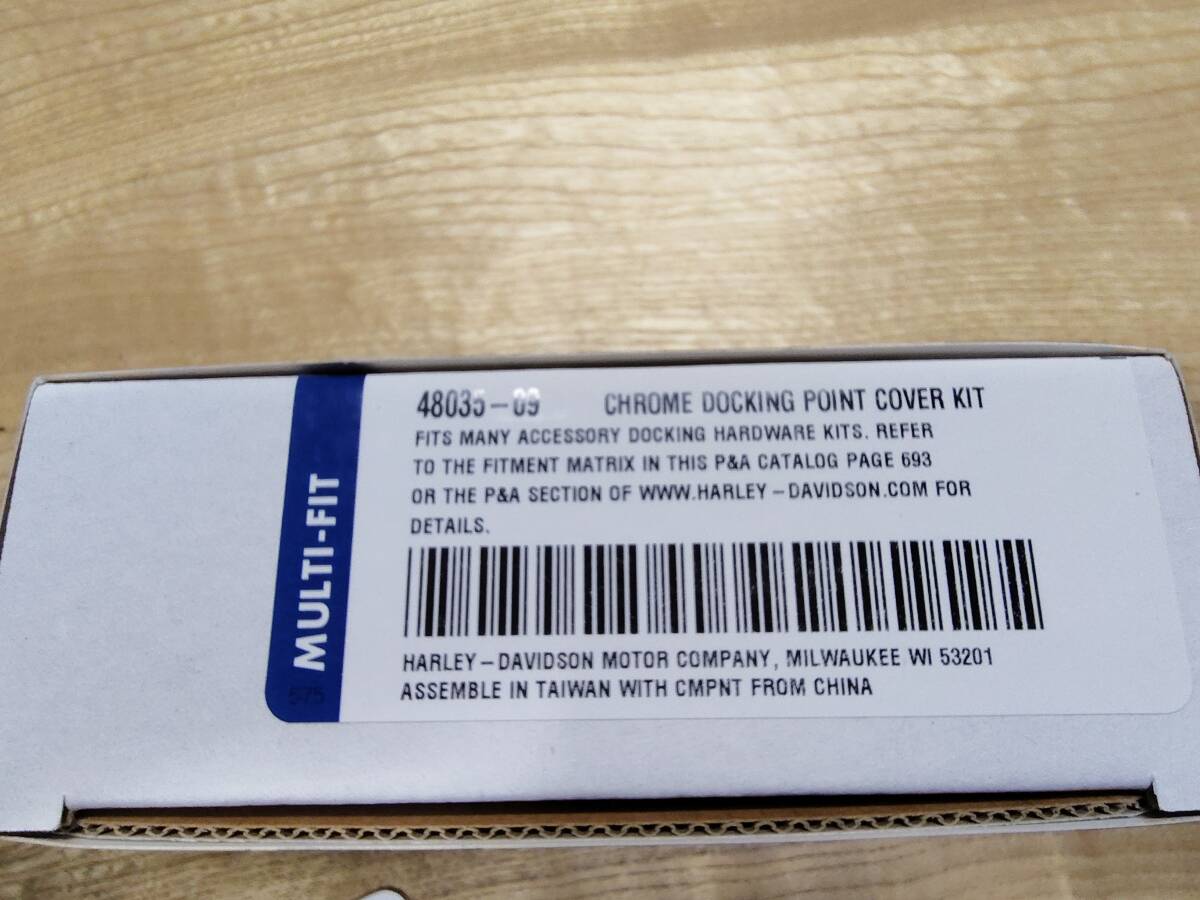 48035-09 CHROME DOCKING POINT COVER KIT
FITS MANY ACCESSORY DOCKING HARDWARE KITS. REFER
TO THE FITMENT MATRIX IN THIS P&A CATALOG PAGE 693
OR THE P&A SECTION OF WWW.HARLEY-DAVIDSON.COM FOR
DETAILS.
HARLEY-DAVIDSON MOTOR COMPANY, MILWAUKEE WI 53201
ASSEMBLE IN TAIWAN WITH CMPNT FROM CHINA
MULTI-FIT
575